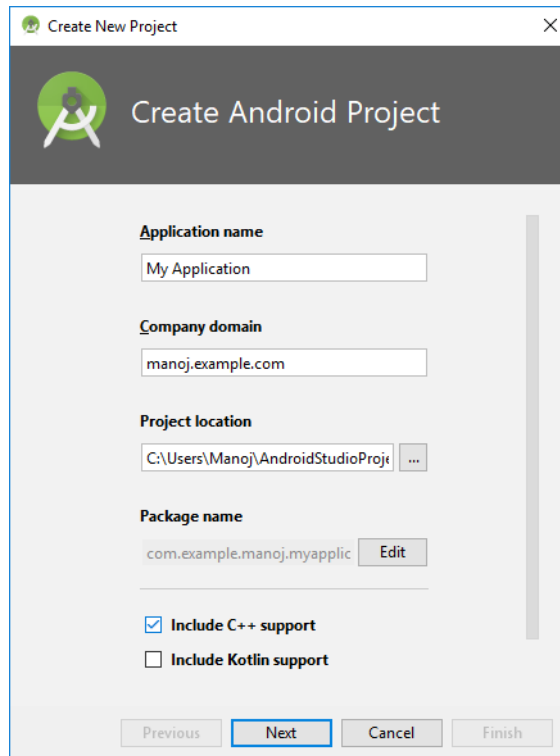 Create New Project
Create Android Project
Application name
My Application
Company domain
manoj.example.com
Project location
C:\Users\Manoj\AndroidStudioProje
...
Package name
com.example.manoj.myapplic
Edit
Include C++ support
Include Kotlin support
Previous Next Cancel Finish